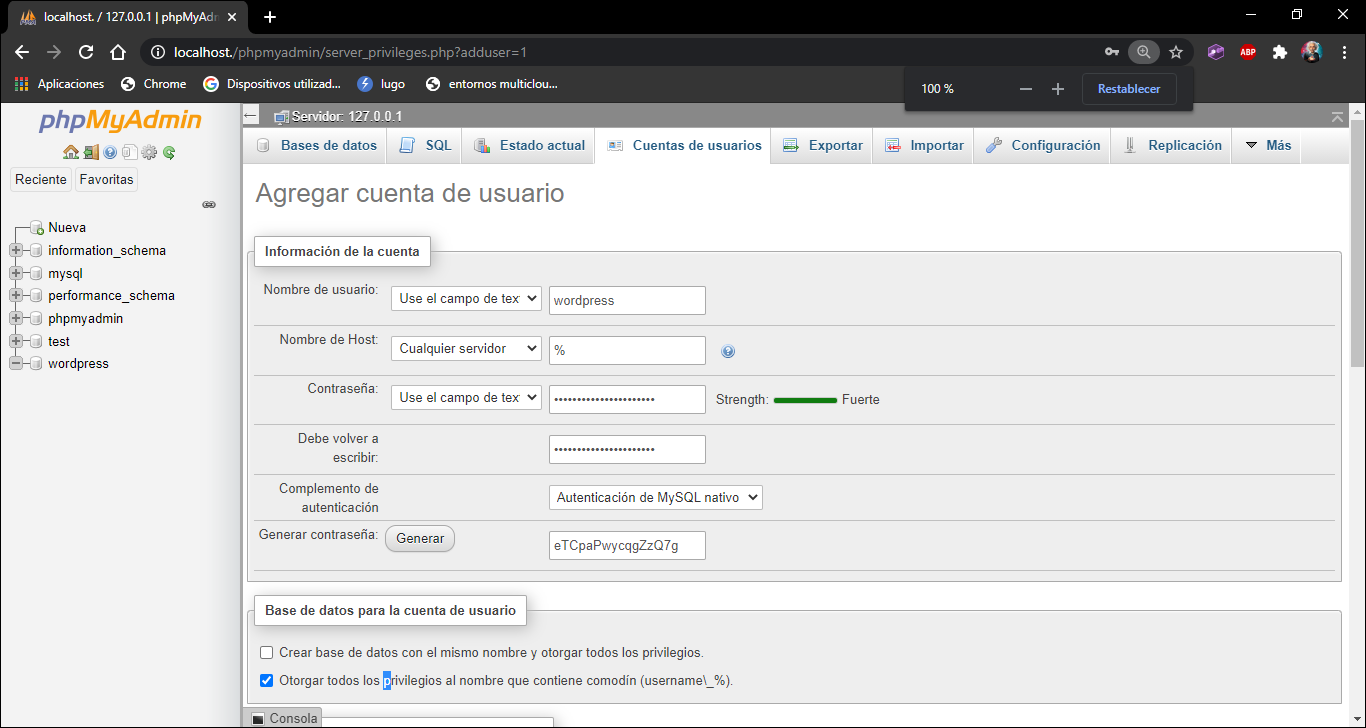 localhost. / 127.0.0.1 | phpMyAdm
localhost./phpmyadmin/server_privileges.php?adduser=1
ABP
Aplicaciones
Chrome
Dispositivos utilizad...
lugo
entornos multiclou...
100 %
Restablecer
phpMyAdmin
Reciente
Favoritas
Nueva
information_schema
mysql
performance_schema
phpmyadmin
test
wordpress
Servidor: 127.0.0.1
Bases de datos
SQL
Estado actual
Cuentas de usuarios
Exportar
Importar
Configuración
Replicación
Más
Agregar cuenta de usuario
Información de la cuenta
Nombre de usuario:
Use el campo de tex
wordpress
Nombre de Host:
Cualquier servidor
%
Contraseña:
Use el campo de tex
••••••••••••••••••••••
Strength:
Fuerte
Debe volver a
escribir:
••••••••••••••••••••••
Complemento de
autenticación
Autenticación de MySQL nativo
Generar contraseña:
Generar
eTCpaPwycqgZzQ7g
Base de datos para la cuenta de usuario
Crear base de datos con el mismo nombre y otorgar todos los privilegios.
Otorgar todos los privilegios al nombre que contiene comodín (username\_%).
Consola